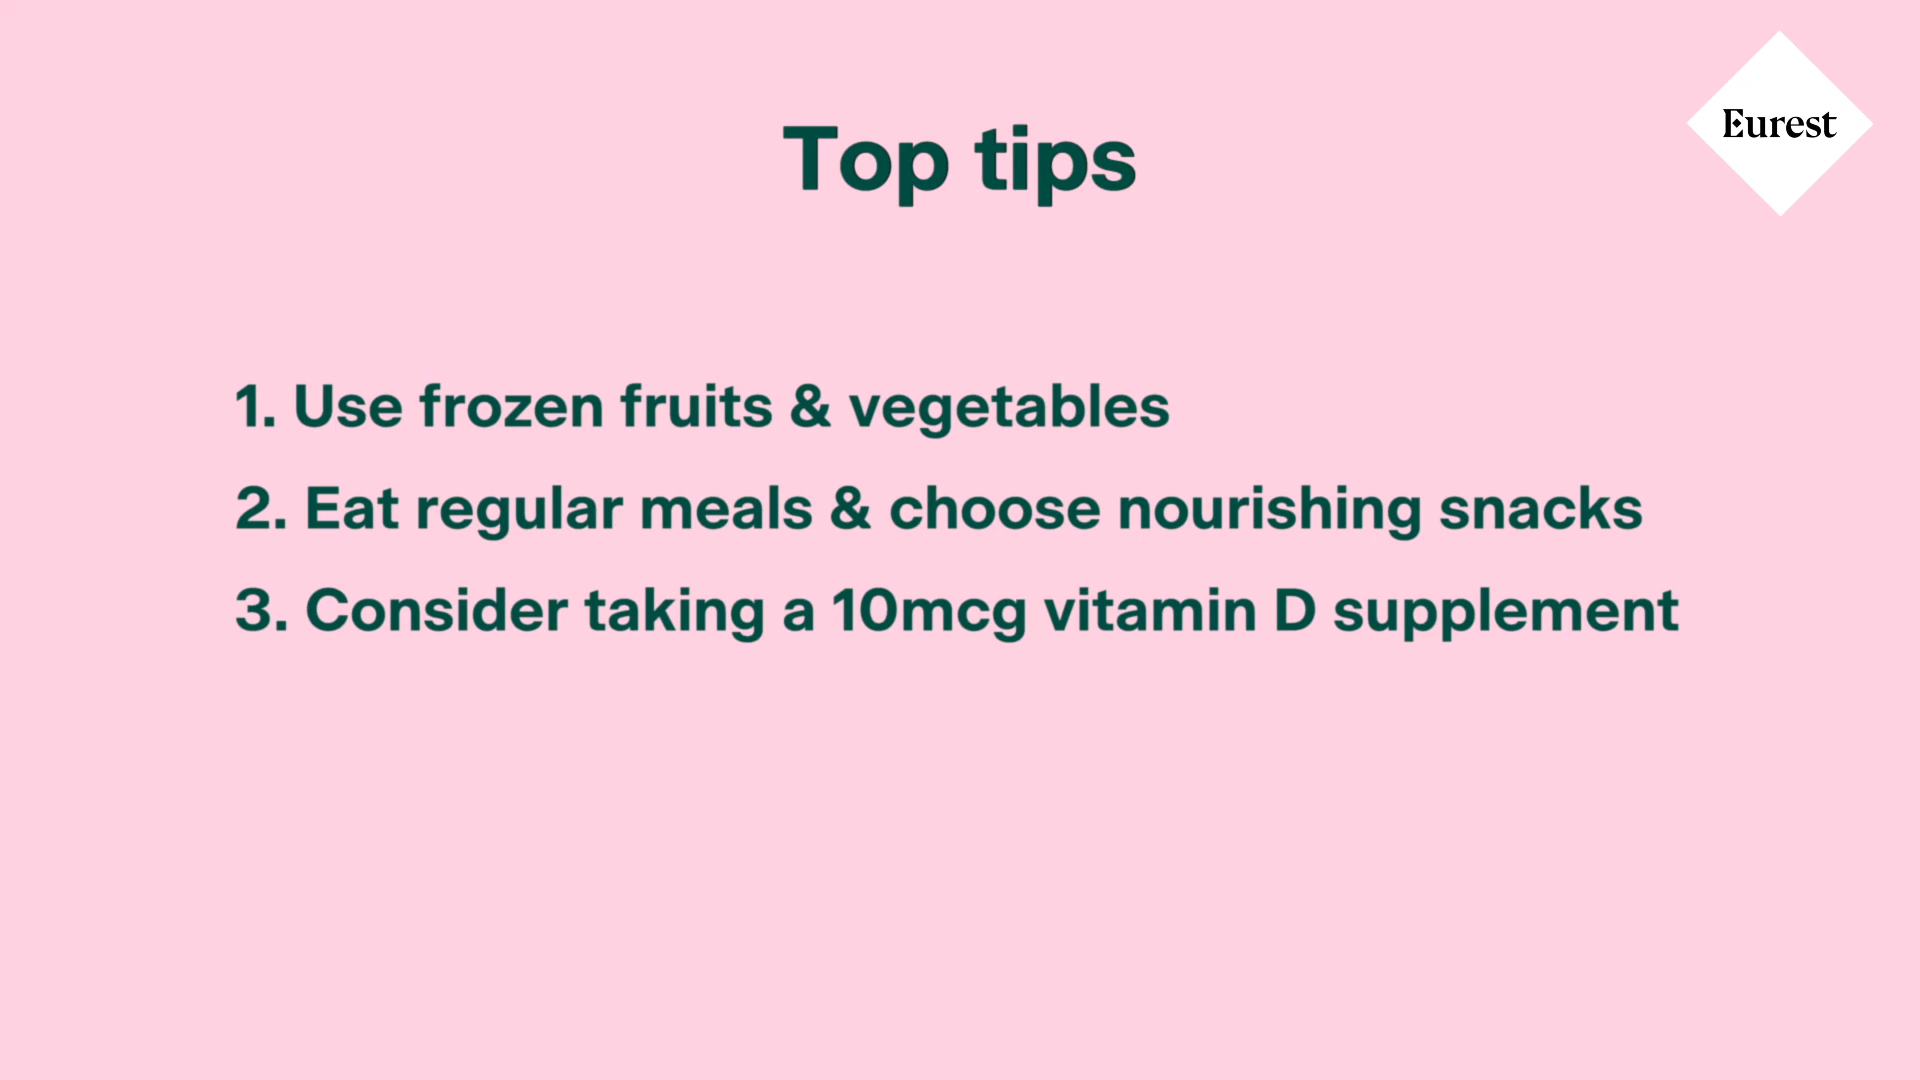 Eurest
Top tips
1. Use frozen fruits & vegetables
2. Eat regular meals & choose nourishing snacks
3. Consider taking a 10mcg vitamin D supplement